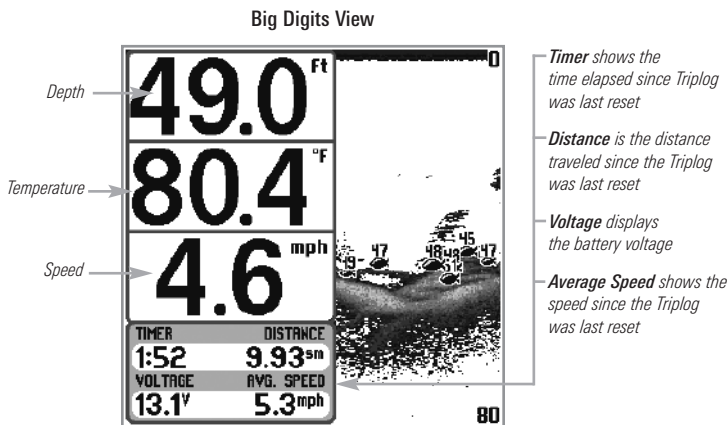 Big Digits View
Depth
49.0 Ft
Temperature
80.4 °F
Speed
4.6 mph
TIMER DISTANCE
1:52 9.93sm
VOLTAGE AVG. SPEED
13.1V 5.3mph
0
45
47
48
47
49
80
Timer shows the
time elapsed since Triplog
was last reset
Distance is the distance
traveled since the Triplog
was last reset
Voltage displays
the battery voltage
Average Speed shows the
speed since the Triplog
was last reset